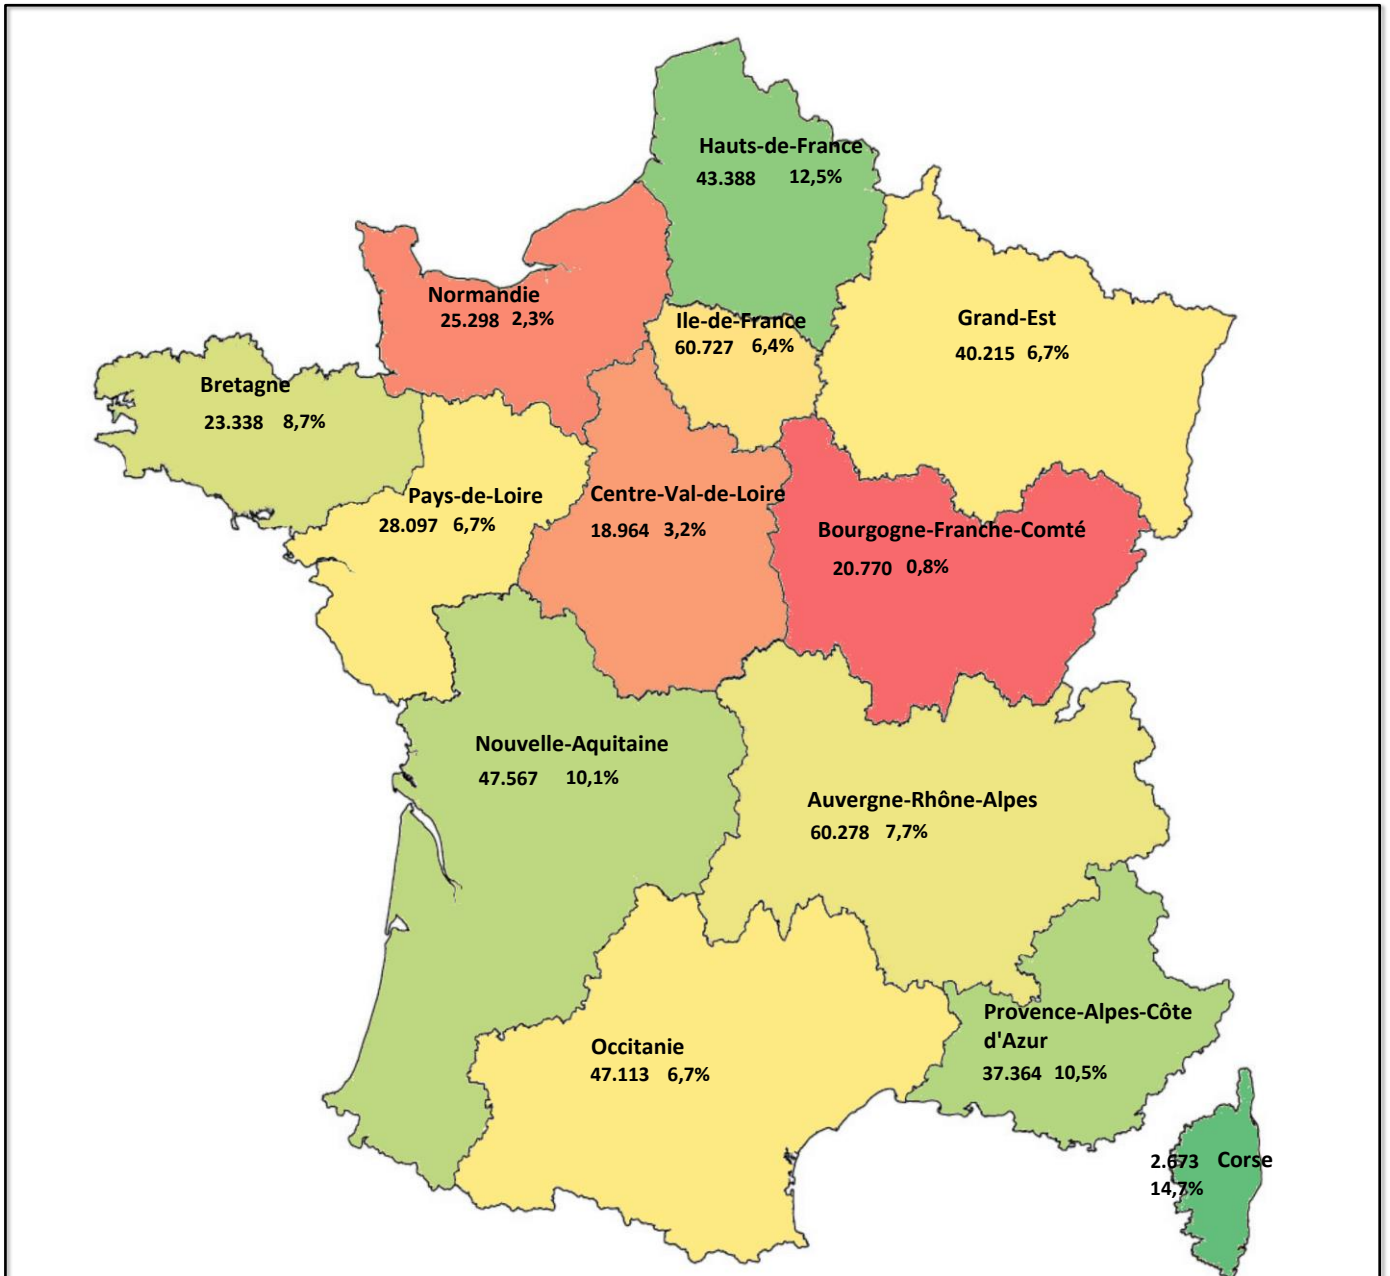 Hauts-de-France
43.388 12,5%
Normandie
25.298 2,3%
Ile-de-France
60.727 6,4%
Grand-Est
40.215 6,7%
Bretagne
23.338 8,7%
Pays-de-Loire
28.097 6,7%
Centre-Val-de-Loire
18.964 3,2%
Bourgogne-Franche-Comté
20.770 0,8%
Nouvelle-Aquitaine
47.567 10,1%
Auvergne-Rhône-Alpes
60.278 7,7%
Provence-Alpes-Côte
d'Azur
37.364 10,5%
Occitanie
47.113 6,7%
2.673 Corse
14,7%